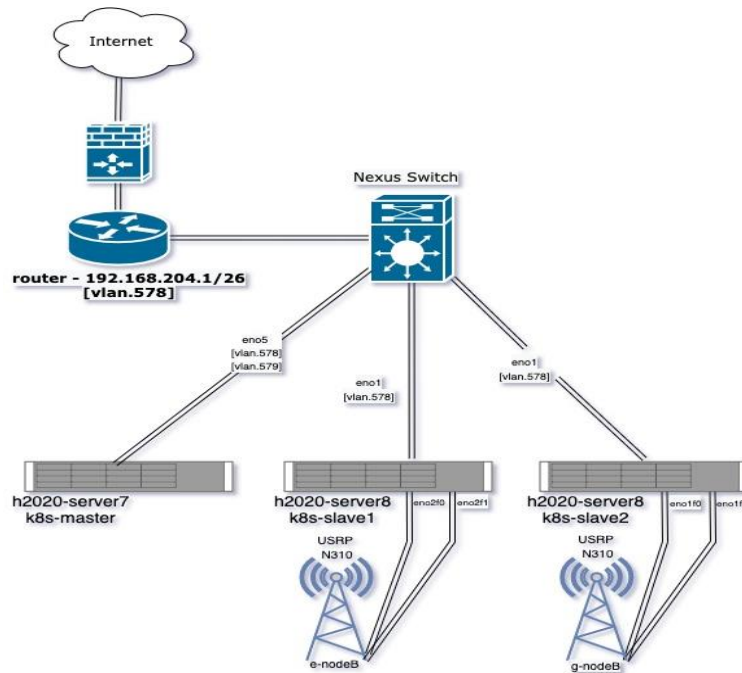 Internet
Nexus Switch
router - 192.168.204.1/26
[vlan.578]
eno5
[vlan.578]
[vlan.579]
eno1
[vlan.578]
eno1
[vlan.578]
h2020-server7
k8s-master
h2020-server8
k8s-slave1
eno2f0
eno2f1
h2020-server8
k8s-slave2
eno1f0
eno1f
USRP
N310
USRP
N310
e-nodeB
g-nodeB